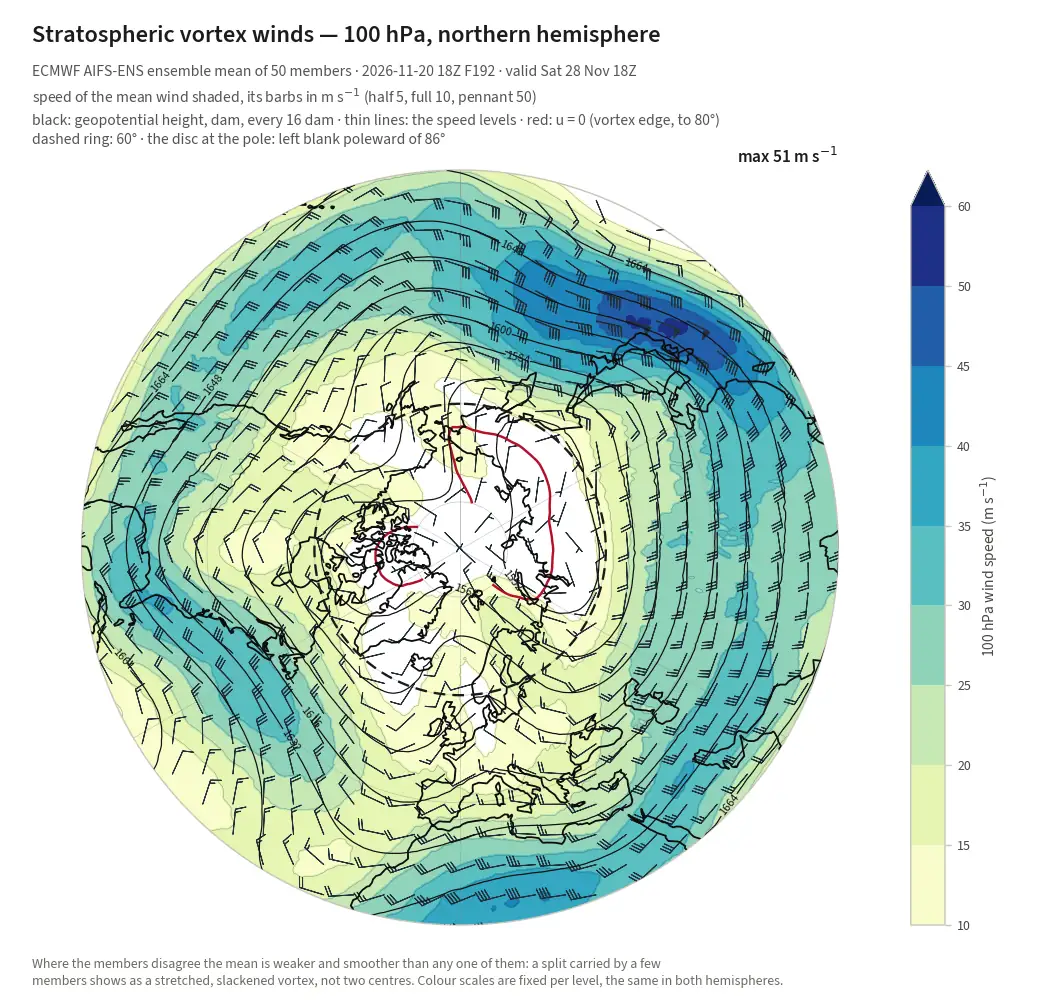 Stratospheric vortex winds — 100 hPa, northern hemisphere
ECMWF AIFS-ENS ensemble mean of 50 members · 2026-11-20 18Z F192 · valid Sat 28 Nov 18Z
speed of the mean wind shaded, its barbs in m s⁻¹ (half 5, full 10, pennant 50)
black: geopotential height, dam, every 16 dam · thin lines: the speed levels · red: u = 0 (vortex edge, to 80°)
dashed ring: 60° · the disc at the pole: left blank poleward of 86°
max 51 m s⁻¹
60
50
45
40
35
30
25
20
15
10
100 hPa wind speed (m s⁻¹)
1664
1600
1584
1664
1648
1664
1664
Where the members disagree the mean is weaker and smoother than any one of them: a split carried by a few
members shows as a stretched, slackened vortex, not two centres. Colour scales are fixed per level, the same in both hemispheres.